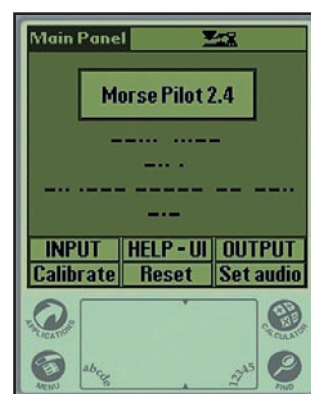 Main Panel
Morse Pilot 2.4
--... ...--
-.. .
-.. .--- ----- -- --..
-.-
INPUT HELP - UI OUTPUT
Calibrate Reset Set audio
APPLICATIONS CALCULATOR
abcde 12345
MENU FIND